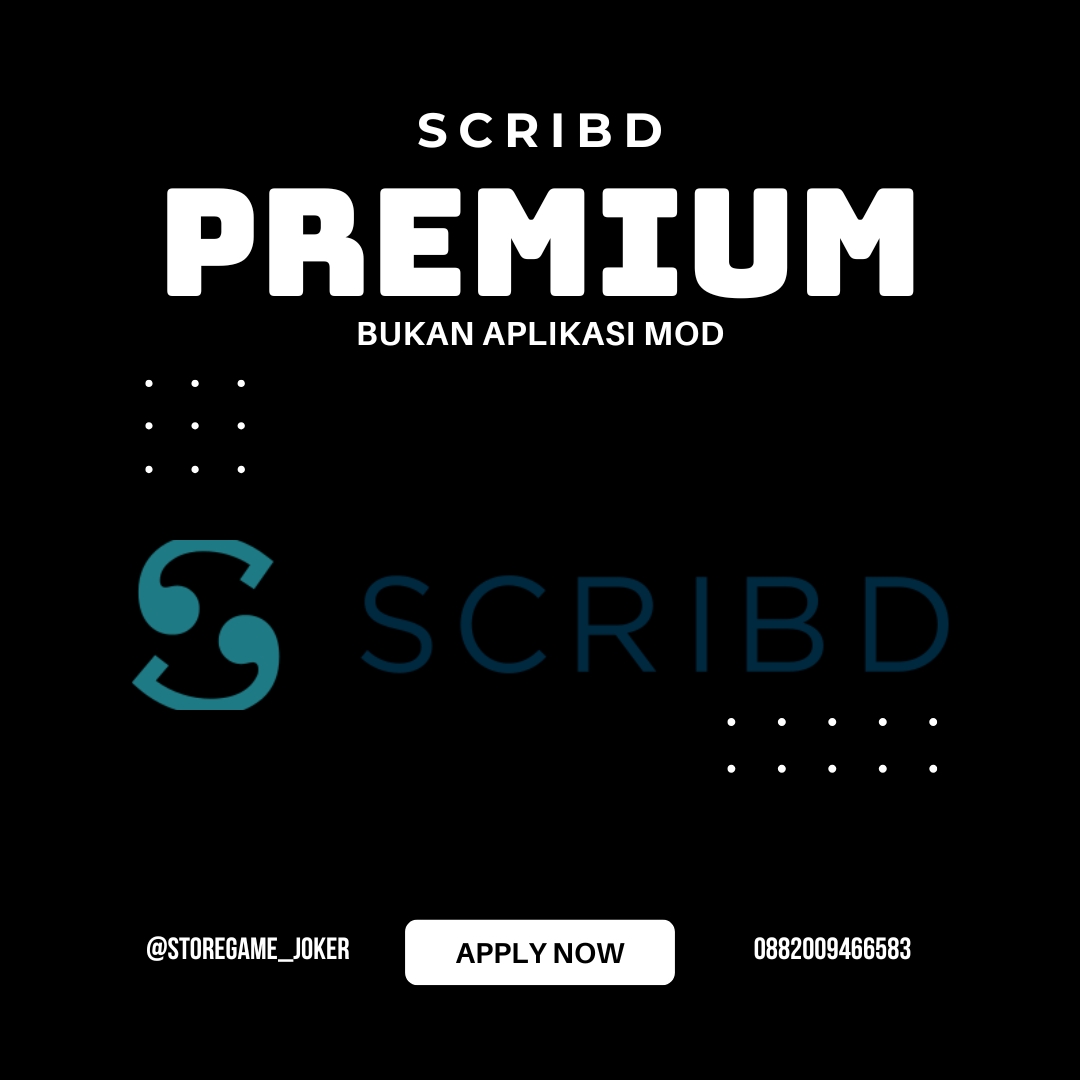 SCRIBD
PREMIUM
BUKAN APLIKASI MOD
SCRIBD
@STOREGAME_JOKER
APPLY NOW
0882009466583